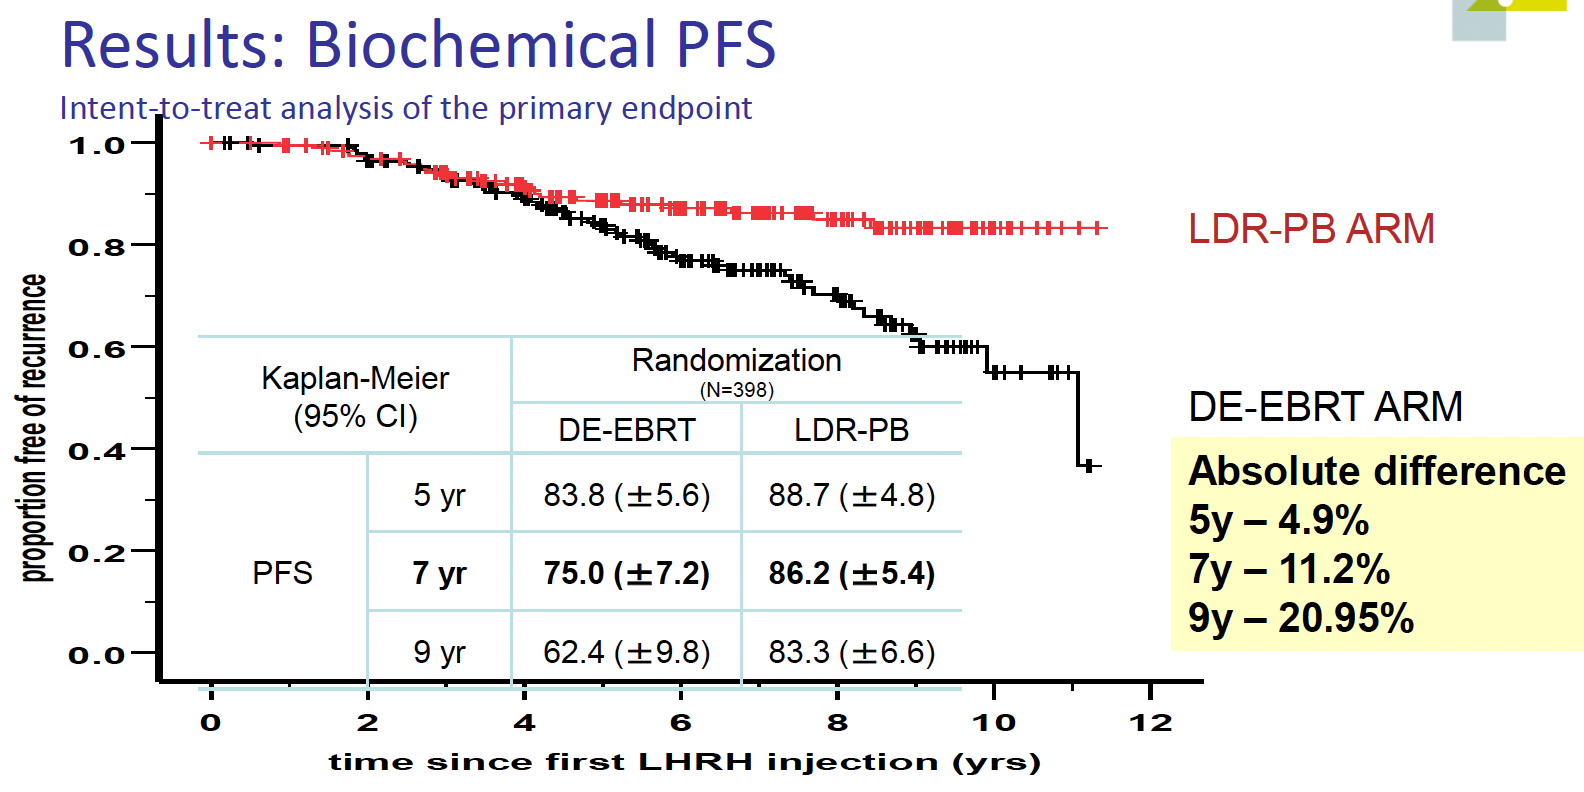 Results: Biochemical PFS
Intent-to-treat analysis of the primary endpoint
proportion free of recurrence
1.0
0.8
0.6
0.4
0.2
0.0
LDR-PB ARM
DE-EBRT ARM
Absolute difference
5y – 4.9%
7y – 11.2%
9y – 20.95%
Kaplan-Meier
(95% CI)
Randomization
(N=398)
DE-EBRT LDR-PB
PFS
5 yr 83.8 (±5.6) 88.7 (±4.8)
7 yr 75.0 (±7.2) 86.2 (±5.4)
9 yr 62.4 (±9.8) 83.3 (±6.6)
0 2 4 6 8 10 12
time since first LHRH injection (yrs)